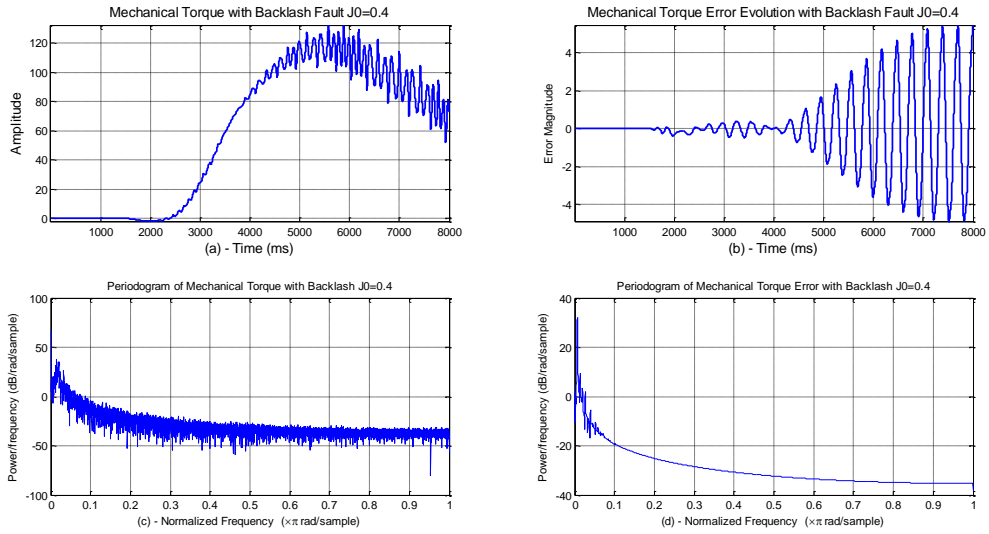 Mechanical Torque with Backlash Fault J0=0.4
Amplitude
120
100
80
60
40
20
0
1000 2000 3000 4000 5000 6000 7000 8000
(a) - Time (ms)
Mechanical Torque Error Evolution with Backlash Fault J0=0.4
Error Magnitude
4
2
0
-2
-4
1000 2000 3000 4000 5000 6000 7000 8000
(b) - Time (ms)
Periodogram of Mechanical Torque with Backlash J0=0.4
Power/frequency (dB/rad/sample)
100
50
0
-50
-100
0 0.1 0.2 0.3 0.4 0.5 0.6 0.7 0.8 0.9 1
(c) - Normalized Frequency (×π rad/sample)
Periodogram of Mechanical Torque Error with Backlash J0=0.4
Power/frequency (dB/rad/sample)
40
20
0
-20
-40
0 0.1 0.2 0.3 0.4 0.5 0.6 0.7 0.8 0.9 1
(d) - Normalized Frequency (×π rad/sample)